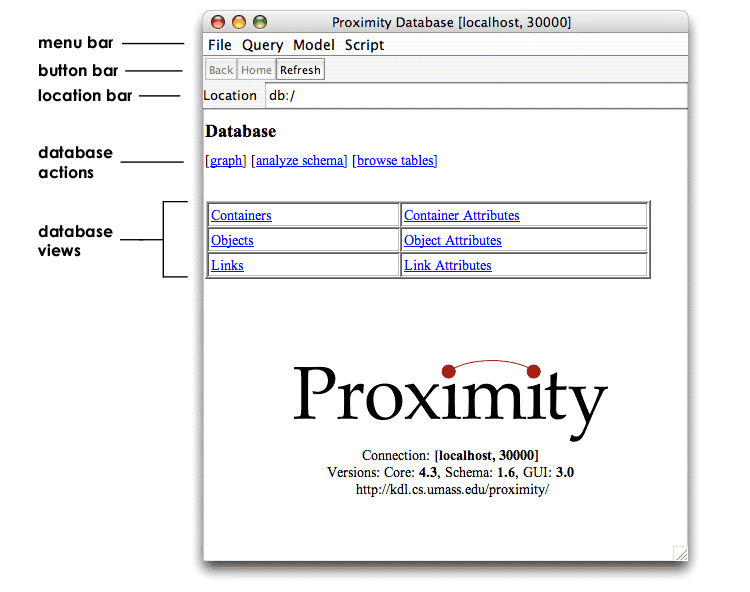 Proximity Database [localhost, 30000]
menu bar
File Query Model Script
button bar
Back Home Refresh
location bar
Location db:/
Database
database
actions
[graph] [analyze schema] [browse tables]
database
views
Containers Container Attributes
Objects Object Attributes
Links Link Attributes
Proximity
Connection: [localhost, 30000]
Versions: Core: 4.3, Schema: 1.6, GUI: 3.0
http://kdl.cs.umass.edu/proximity/